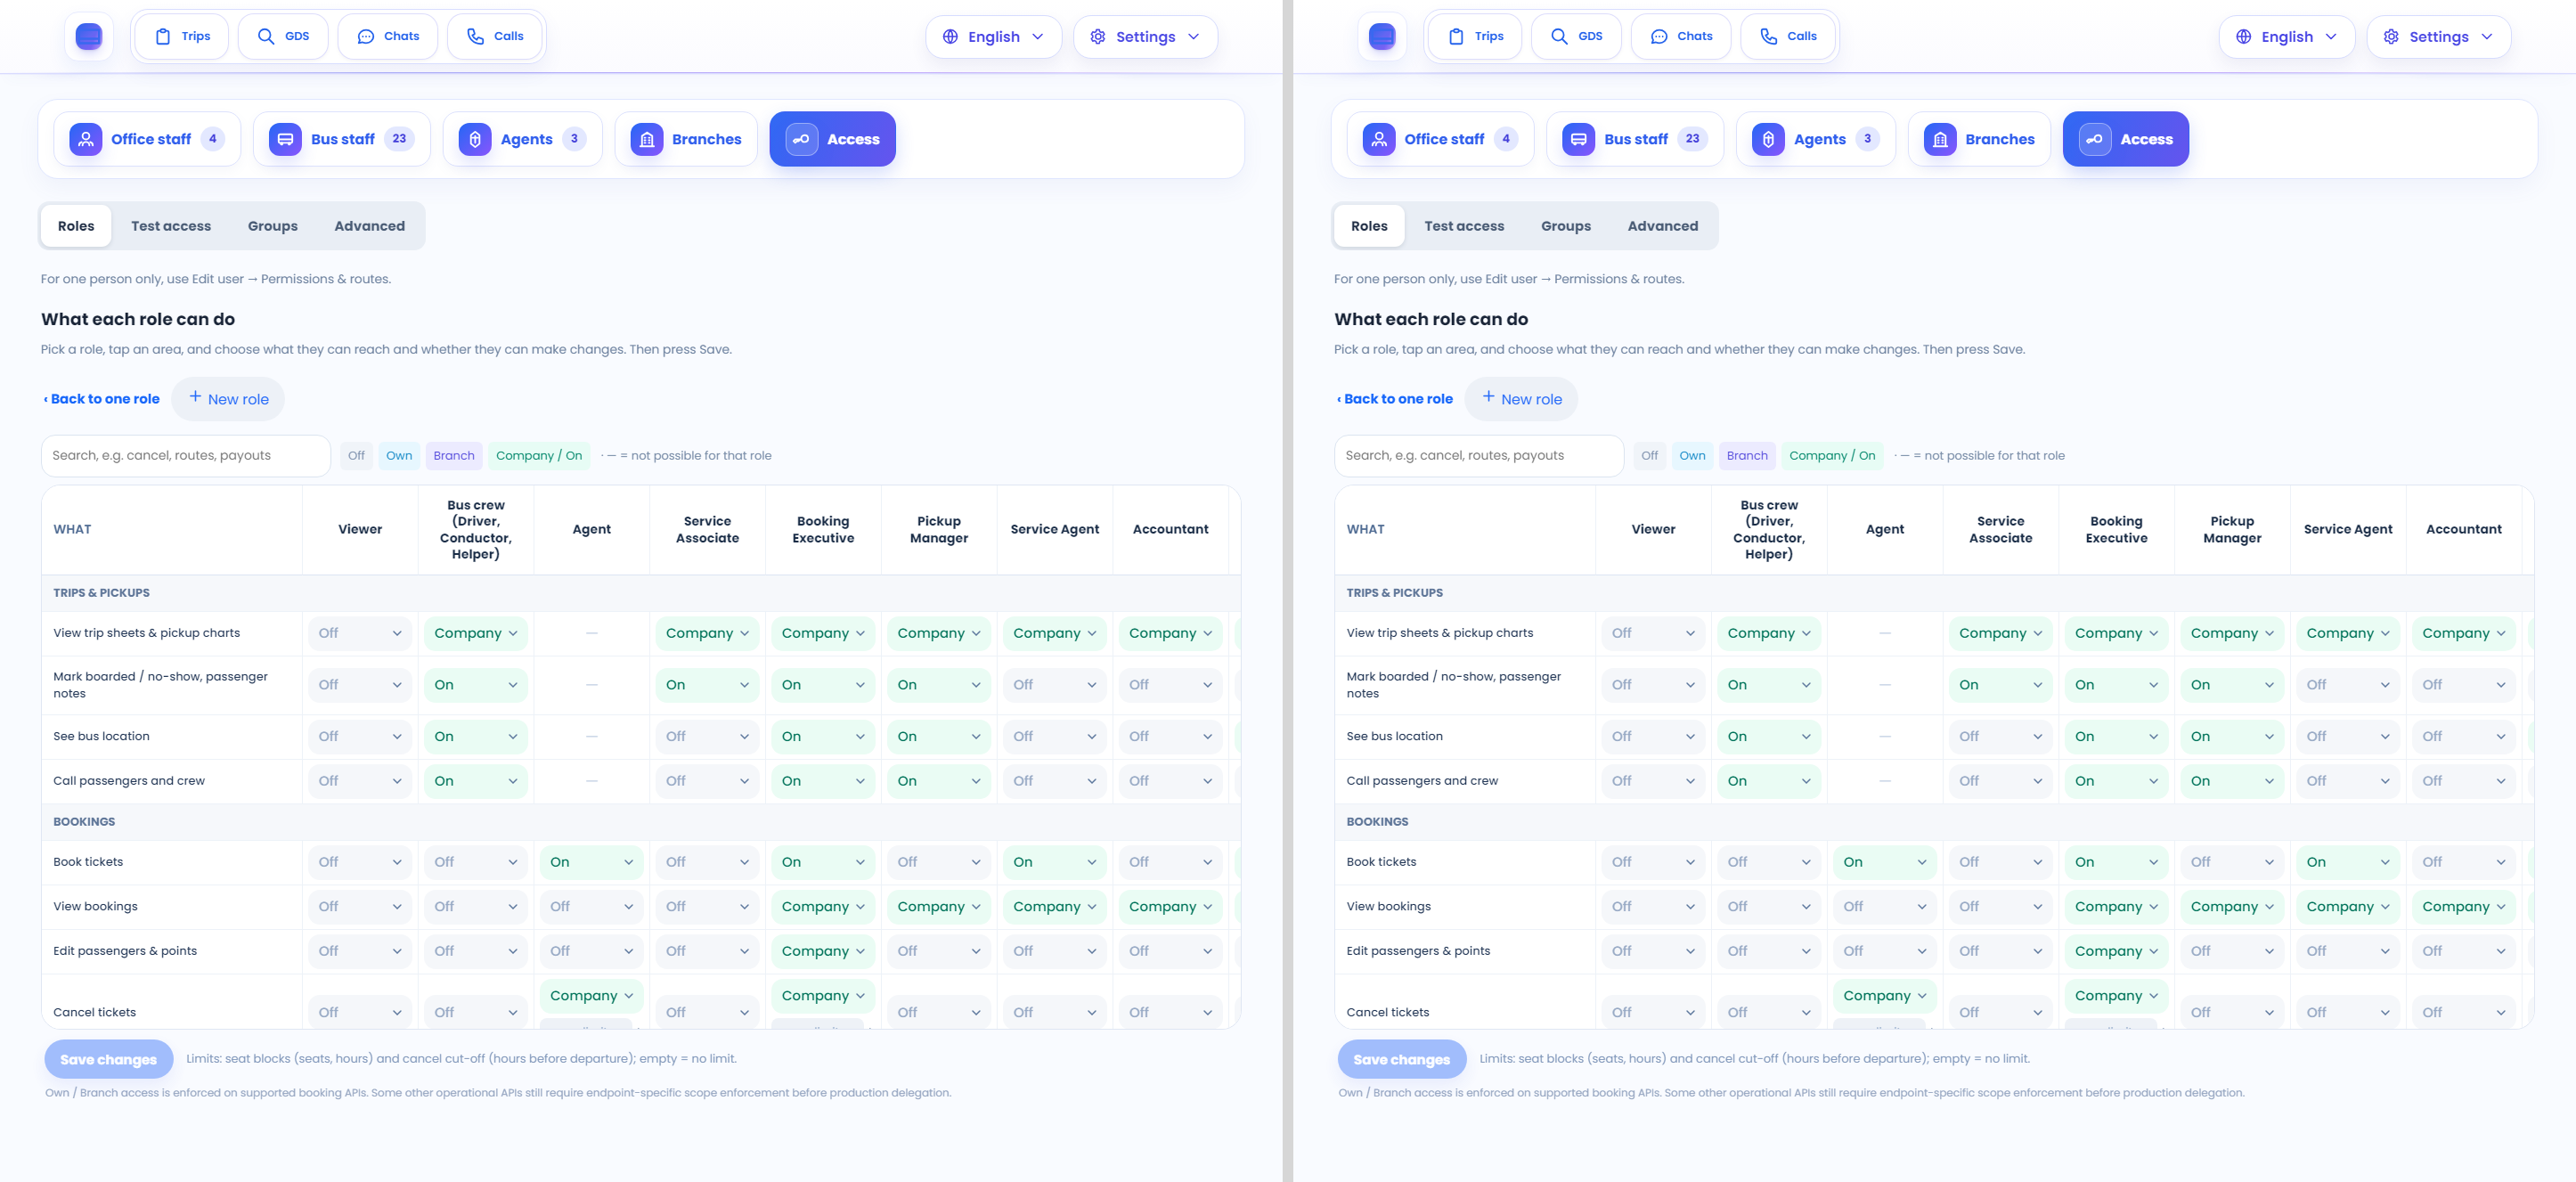 Trips GDS Chats Calls English Settings
Office staff 4 Bus staff 23 Agents 3 Branches Access
Roles Test access Groups Advanced
For one person only, use Edit user → Permissions & routes.
What each role can do
Pick a role, tap an area, and choose what they can reach and whether they can make changes. Then press Save.
‹ Back to one role + New role
Search, e.g. cancel, routes, payouts Off Own Branch Company / On · — = not possible for that role
WHAT Viewer Bus crew (Driver, Conductor, Helper) Agent Service Associate Booking Executive Pickup Manager Service Agent Accountant
TRIPS & PICKUPS
View trip sheets & pickup charts Off Company — Company Company Company Company Company
Mark boarded / no-show, passenger notes Off On — On On On Off Off
See bus location Off On — Off On On Off Off
Call passengers and crew Off On — Off On On Off Off
BOOKINGS
Book tickets Off Off On Off On Off On Off
View bookings Off Off Off Off Company Company Company Company
Edit passengers & points Off Off Off Off Company Off Off Off
Cancel tickets Off Off Company Off Company Off Off Off
Save changes Limits: seat blocks (seats, hours) and cancel cut-off (hours before departure); empty = no limit.
Own / Branch access is enforced on supported booking APIs. Some other operational APIs still require endpoint-specific scope enforcement before production delegation.
Trips GDS Chats Calls English Settings
Office staff 4 Bus staff 23 Agents 3 Branches Access
Roles Test access Groups Advanced
For one person only, use Edit user → Permissions & routes.
What each role can do
Pick a role, tap an area, and choose what they can reach and whether they can make changes. Then press Save.
‹ Back to one role + New role
Search, e.g. cancel, routes, payouts Off Own Branch Company / On · — = not possible for that role
WHAT Viewer Bus crew (Driver, Conductor, Helper) Agent Service Associate Booking Executive Pickup Manager Service Agent Accountant
TRIPS & PICKUPS
View trip sheets & pickup charts Off Company — Company Company Company Company Company
Mark boarded / no-show, passenger notes Off On — On On On Off Off
See bus location Off On — Off On On Off Off
Call passengers and crew Off On — Off On On Off Off
BOOKINGS
Book tickets Off Off On Off On Off On Off
View bookings Off Off Off Off Company Company Company Company
Edit passengers & points Off Off Off Off Company Off Off Off
Cancel tickets Off Off Company Off Company Off Off Off
Save changes Limits: seat blocks (seats, hours) and cancel cut-off (hours before departure); empty = no limit.
Own / Branch access is enforced on supported booking APIs. Some other operational APIs still require endpoint-specific scope enforcement before production delegation.